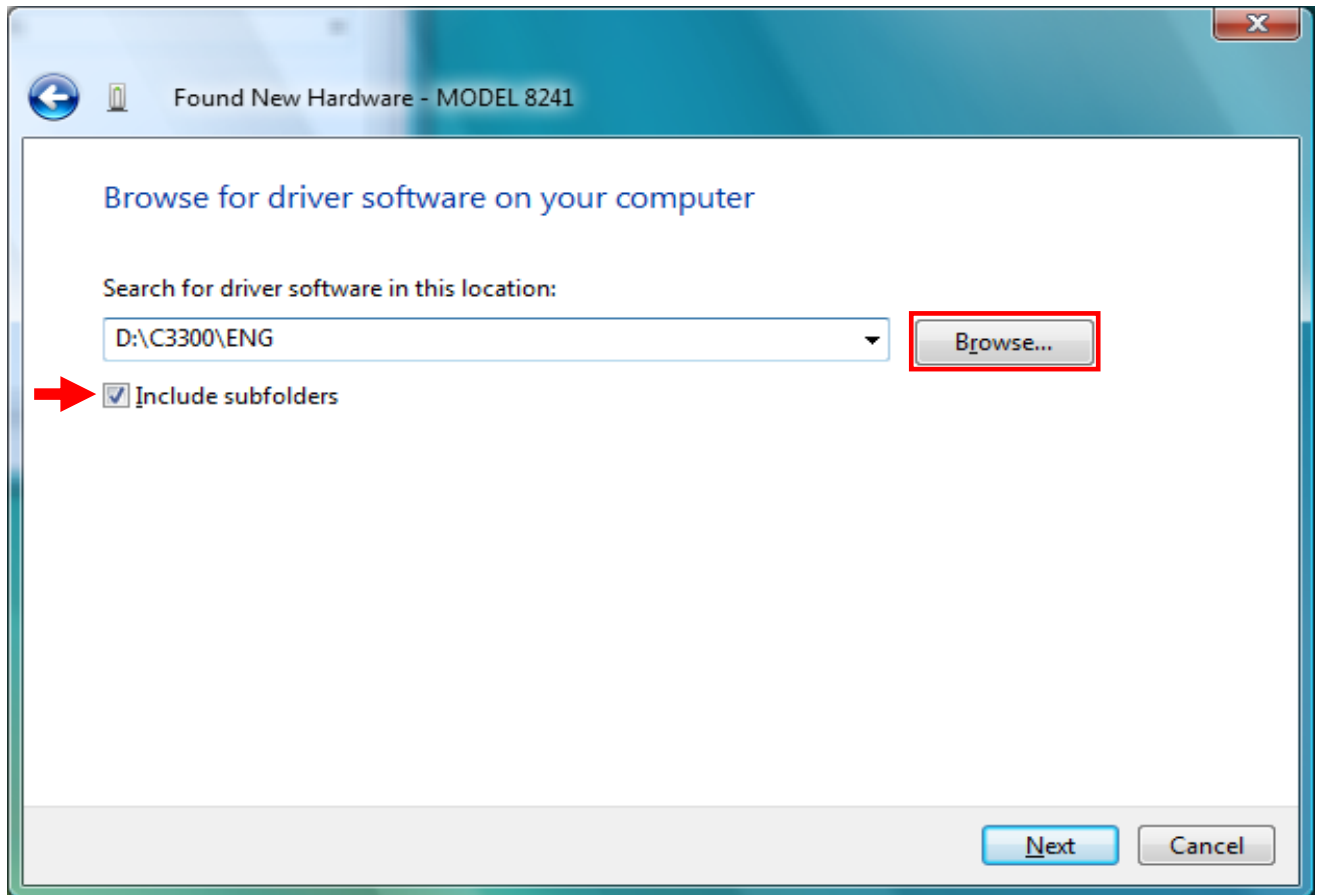 Found New Hardware - MODEL 8241
Browse for driver software on your computer
Search for driver software in this location:
D:\C3300\ENG
Browse...
Include subfolders
Next
Cancel